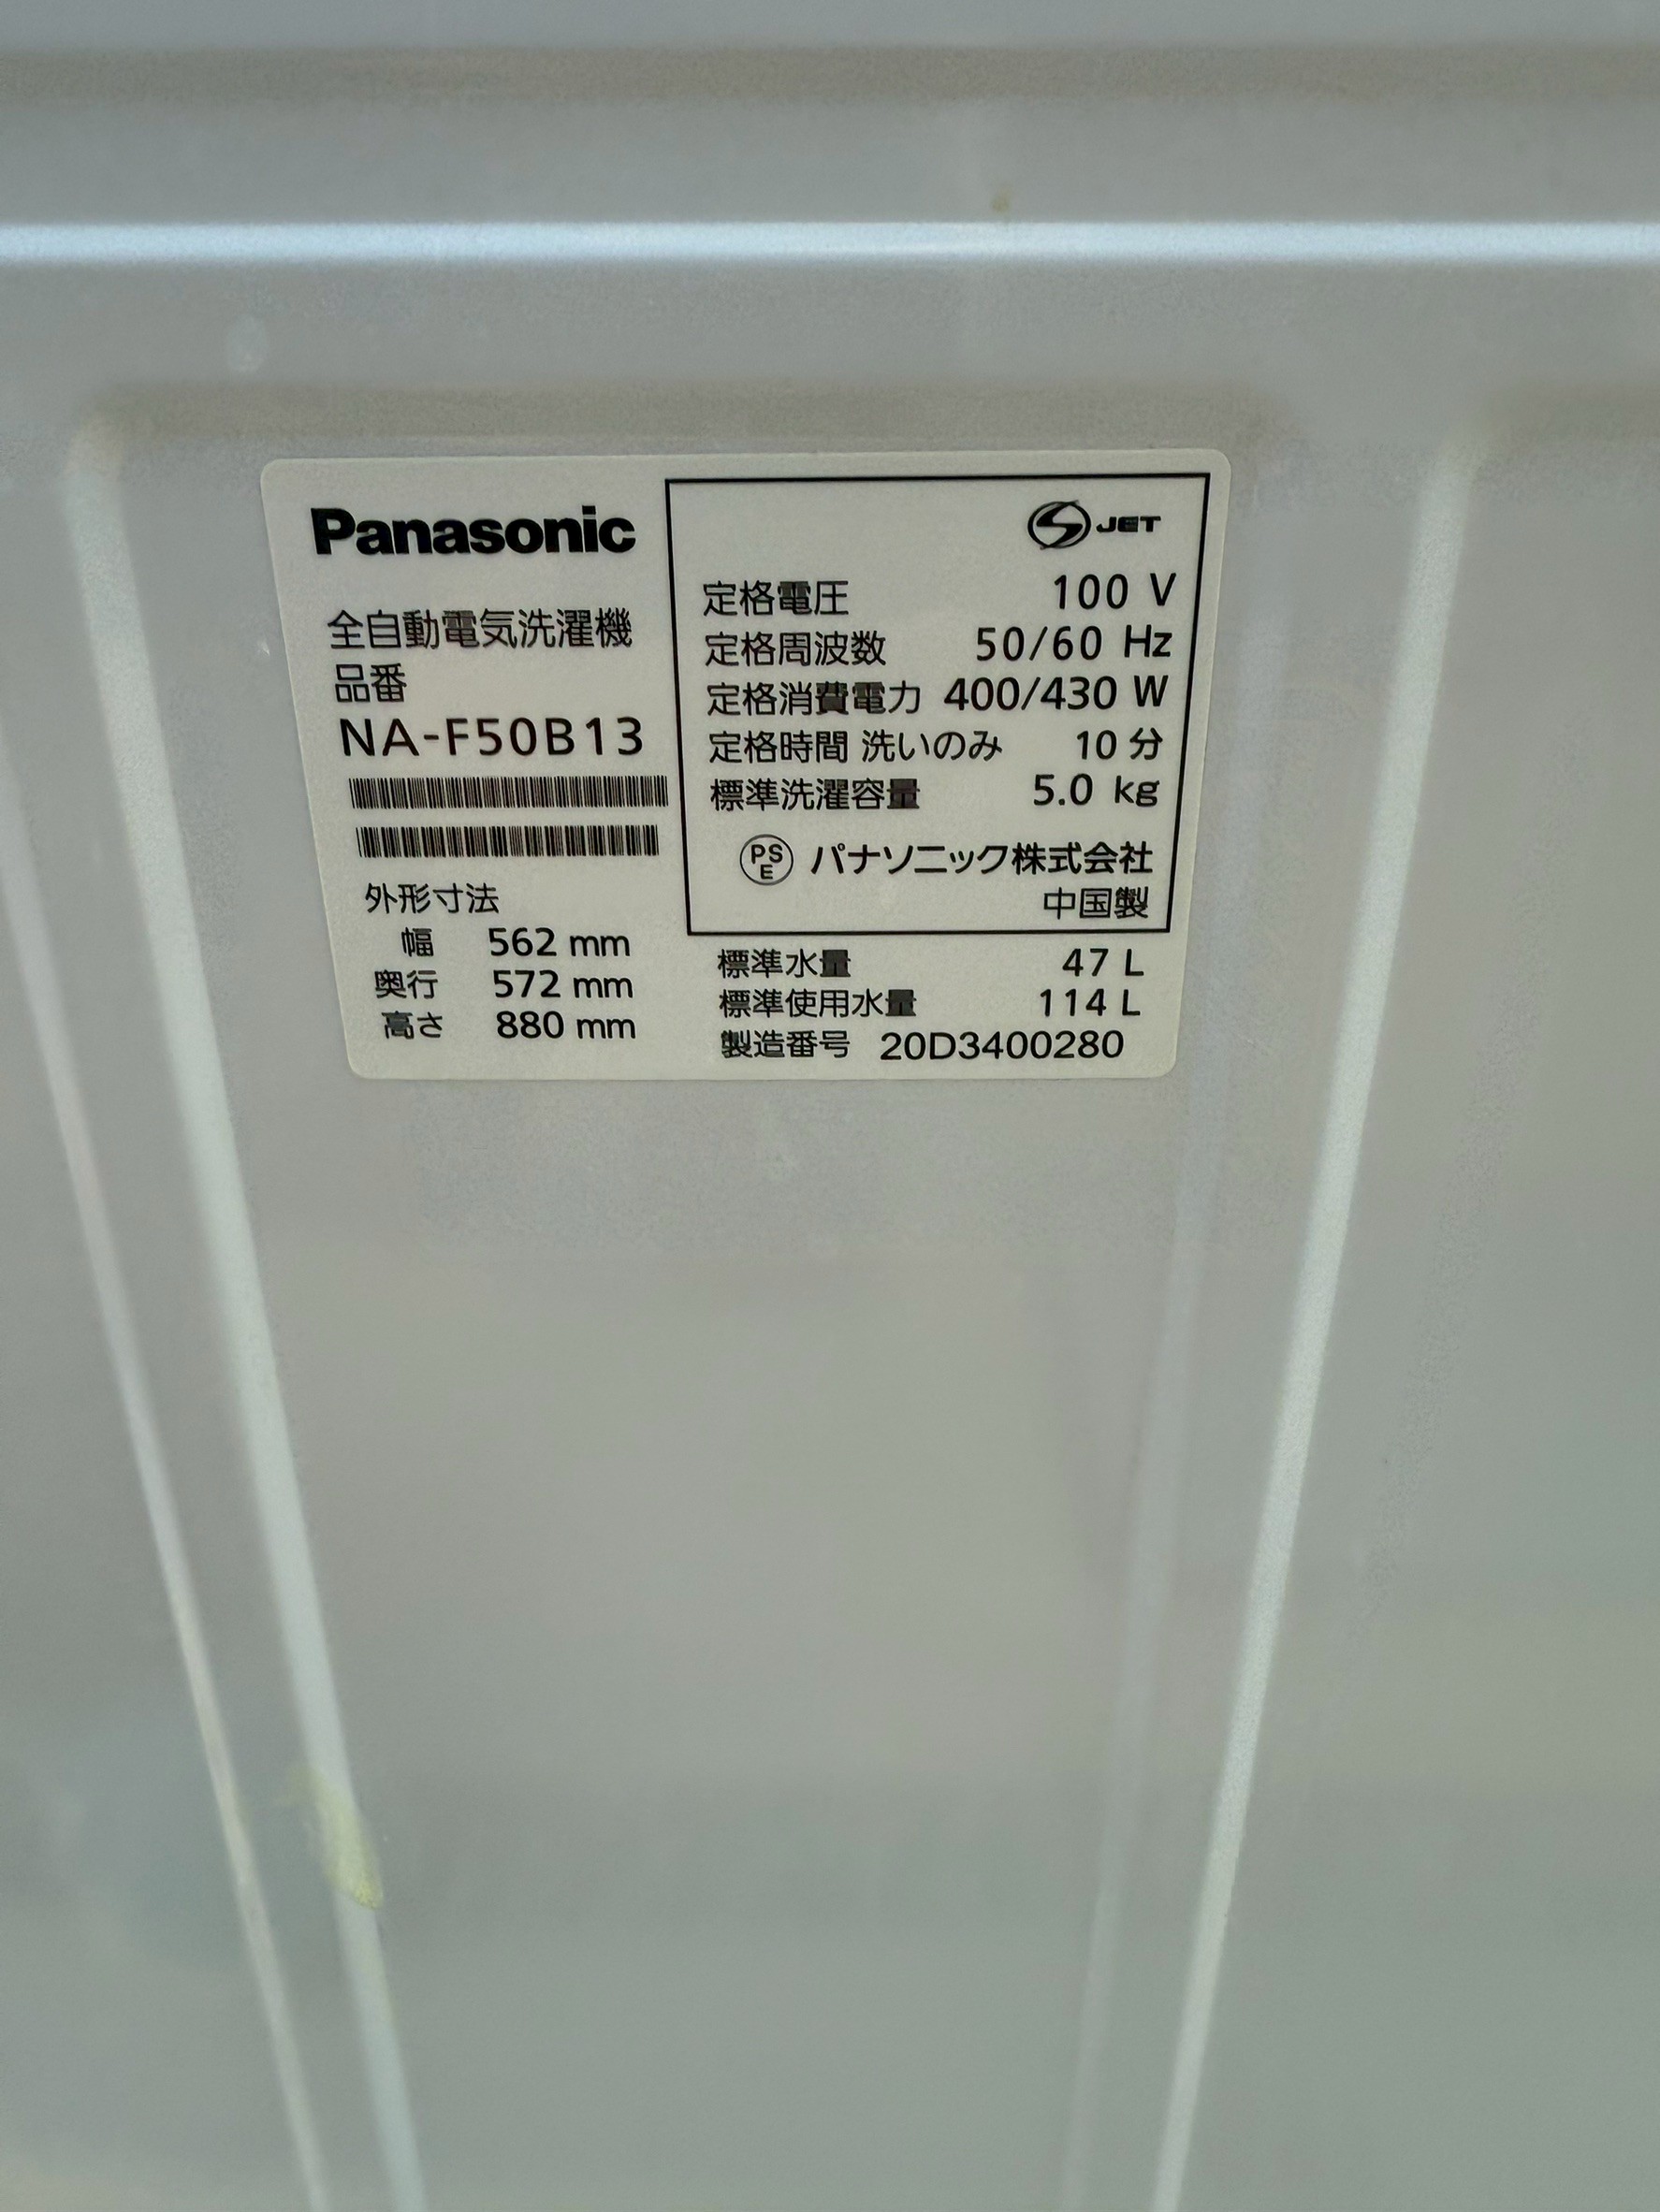 Panasonic
全自動電気洗濯機
品番
NA-F50B13
外形寸法
幅 562 mm
奥行 572 mm
高さ 880 mm
S JET
定格電圧 100 V
定格周波数 50/60 Hz
定格消費電力 400/430 W
定格時間 洗いのみ 10 分
標準洗濯容量 5.0 kg
PSE パナソニック株式会社
中国製
標準水量 47 L
標準使用水量 114 L
製造番号 20D3400280